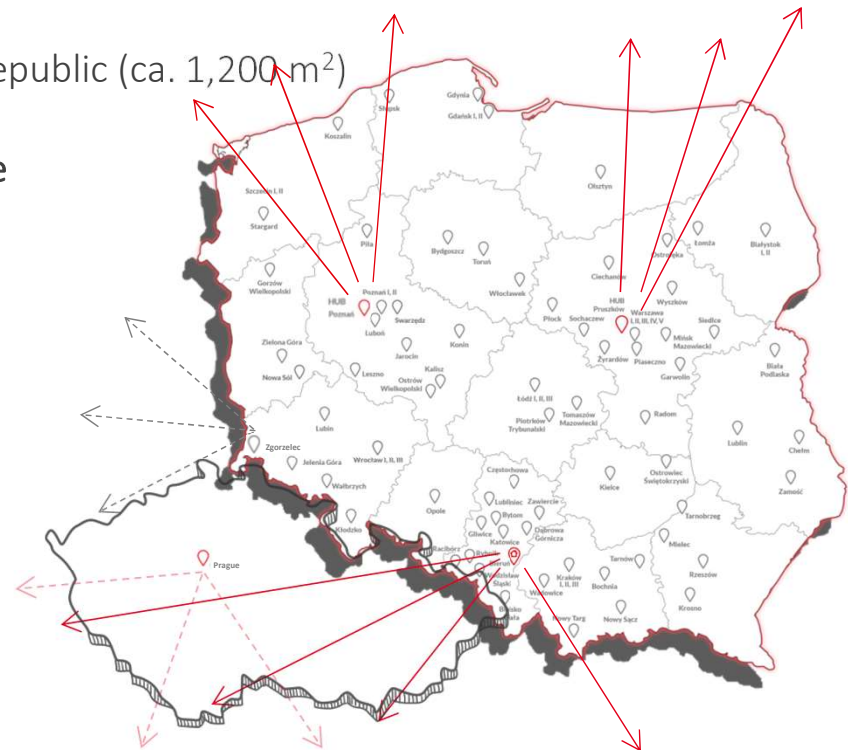 epublic (ca. 1,200 m²)
e
Gdynia
Słupsk
Gdańsk I, II
Koszalin
Olsztyn
Szczecin I, II
Stargard
Piła
Bydgoszcz
Toruń
Ostrołęka
Łomża
Białystok
I, II
Gorzów
Wielkopolski
Ciechanów
Włocławek
Wyszków
HUB
Poznań
Poznań I, II
Swarzędz
Luboń
Płock
Sochaczew
HUB
Pruszków
Warszawa
I, II, III, IV, V
Siedlce
Mińsk
Mazowiecki
Konin
Jarocin
Zielona Góra
Nowa Sól
Leszno
Kalisz
Ostrów
Wielkopolski
Żyrardów
Piaseczno
Garwolin
Biała
Podlaska
Łódź I, II, III
Piotrków
Trybunalski
Tomaszów
Mazowiecki
Radom
Lubin
Zgorzelec
Jelenia Góra
Wrocław I, II, III
Wałbrzych
Lublin
Chełm
Zamość
Kielce
Ostrowiec
Świętokrzyski
Częstochowa
Opole
Kłodzko
Lubliniec
Zawiercie
Bytom
Gliwice
Katowice
Dąbrowa
Górnicza
Tarnobrzeg
Mielec
Racibórz
Rybnik
Bieruń
Wodzisław
Śląski
Bielsko
Biała
Wadowice
Kraków
I, II, III
Tarnów
Bochnia
Rzeszów
Krosno
Nowy Targ
Nowy Sącz
Prague